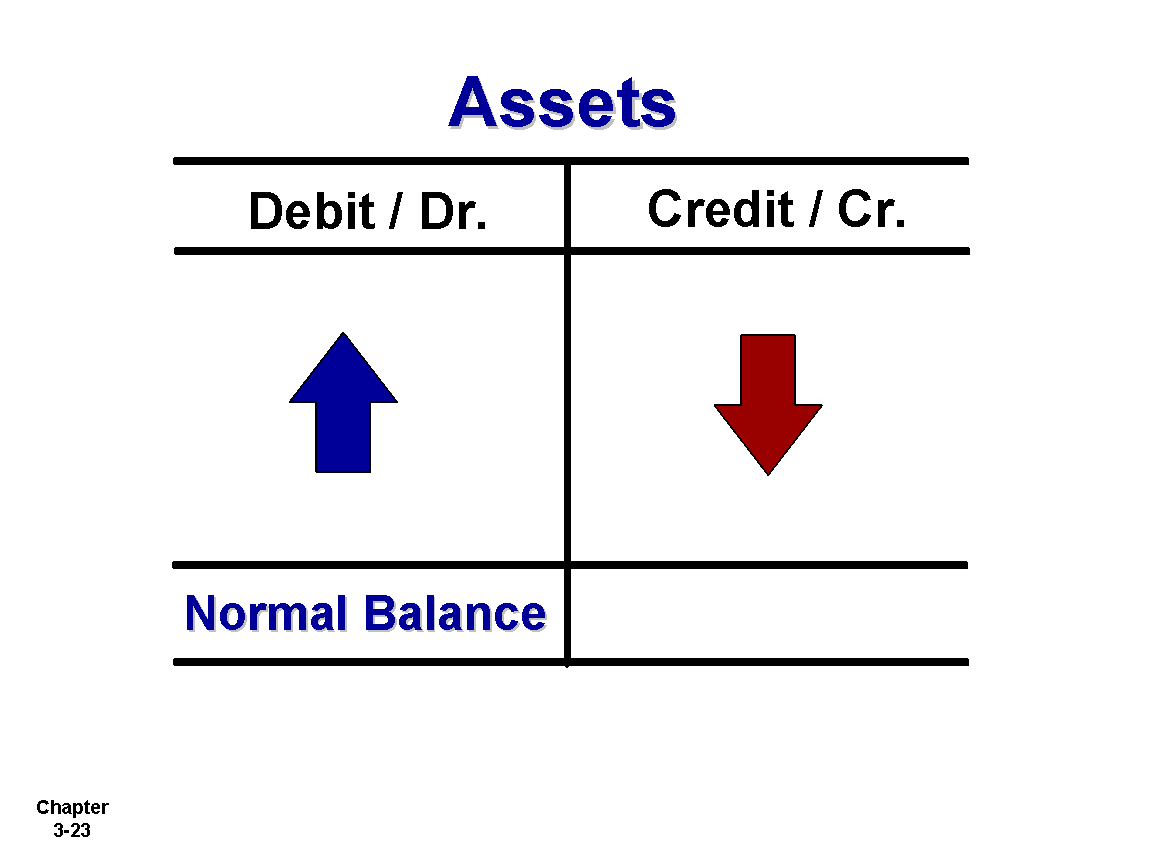 Assets
Debit / Dr.
Credit / Cr.
Normal Balance
Chapter
3-23